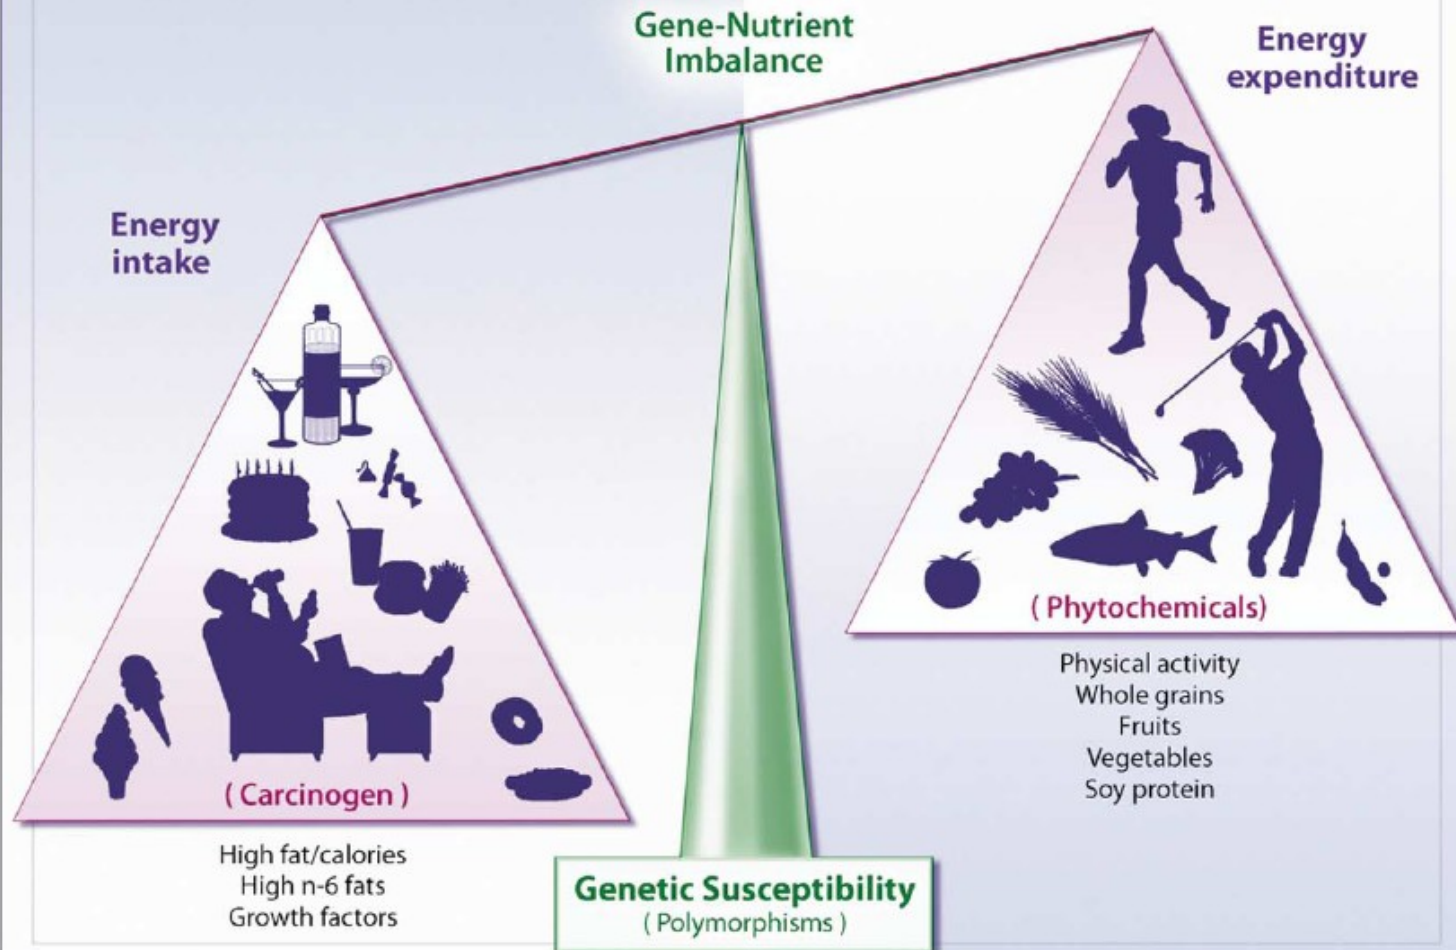 Gene-Nutrient
Imbalance
Energy
expenditure
Energy
intake
( Phytochemicals)
Physical activity
Whole grains
Fruits
Vegetables
Soy protein
( Carcinogen )
High fat/calories
High n-6 fats
Growth factors
Genetic Susceptibility
( Polymorphisms )